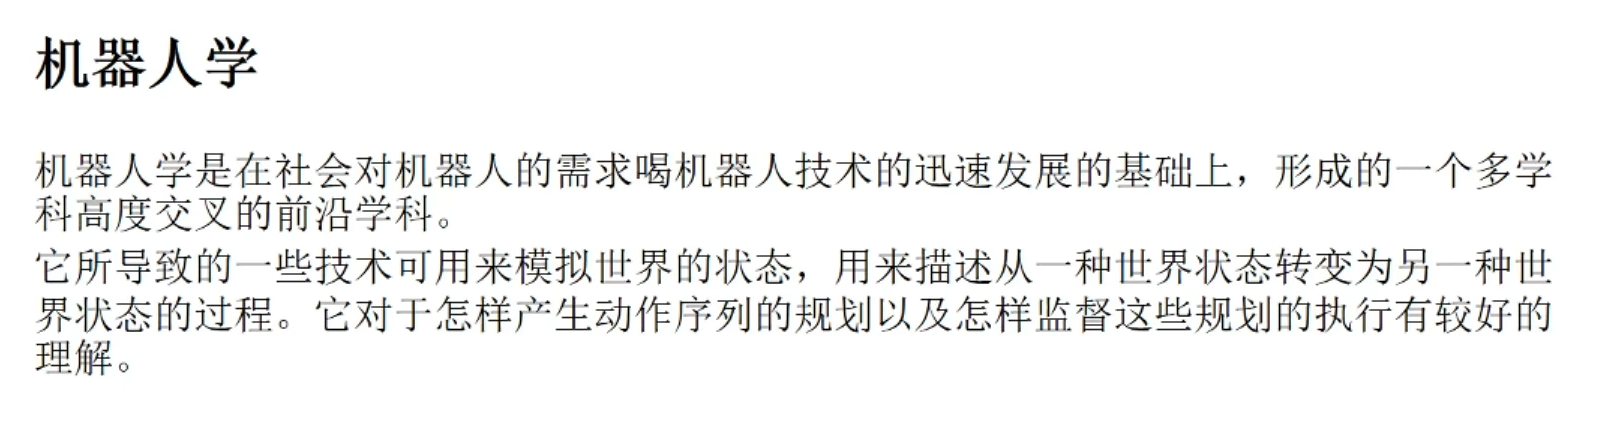 机器人学
机器人学是在社会对机器人的需求喝机器人技术的迅速发展的基础上，形成的一个多学
科高度交叉的前沿学科。
它所导致的一些技术可用来模拟世界的状态，用来描述从一种世界状态转变为另一种世
界状态的过程。它对于怎样产生动作序列的规划以及怎样监督这些规划的执行有较好的
理解。